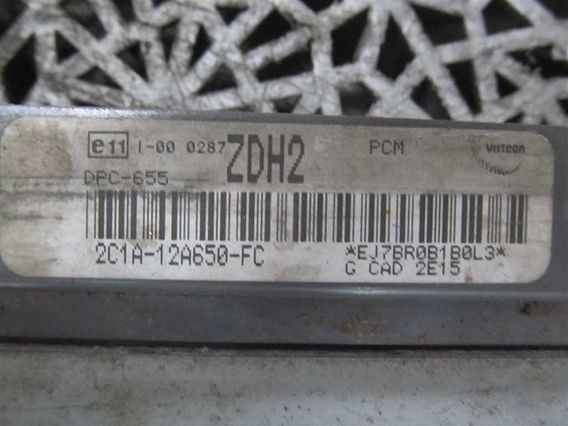 e11 I-00 0287 ZDH2 PCM Visteon
DPC-655
2C1A-12A650-FC *EJ7BR0B1B0L3*
G CAD 2E15